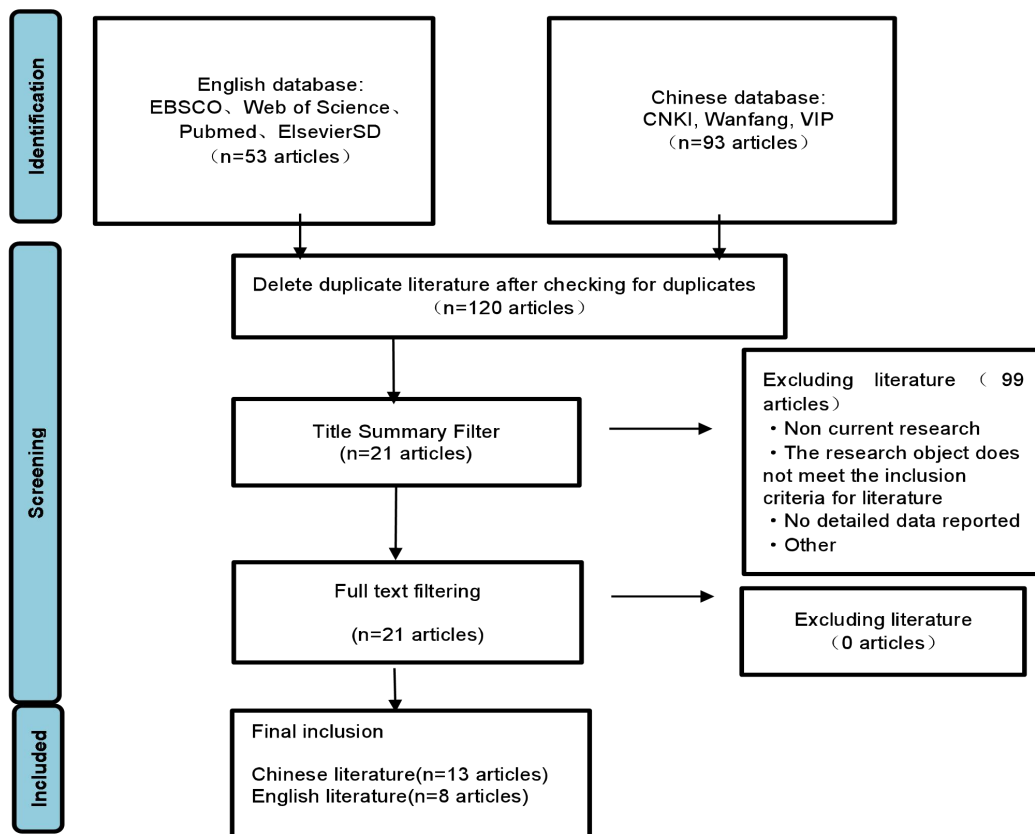 Identification
English database:
EBSCO、Web of Science、
Pubmed、ElsevierSD
（n=53 articles）
Chinese database:
CNKI, Wanfang, VIP
（n=93 articles）
Screening
Delete duplicate literature after checking for duplicates
（n=120 articles）
Title Summary Filter
(n=21 articles)
Excluding literature （ 99
articles）
・Non current research
・The research object does
not meet the inclusion
criteria for literature
・No detailed data reported
・Other
Full text filtering
(n=21 articles)
Excluding literature
（0 articles）
Included
Final inclusion
Chinese literature(n=13 articles)
English literature(n=8 articles)